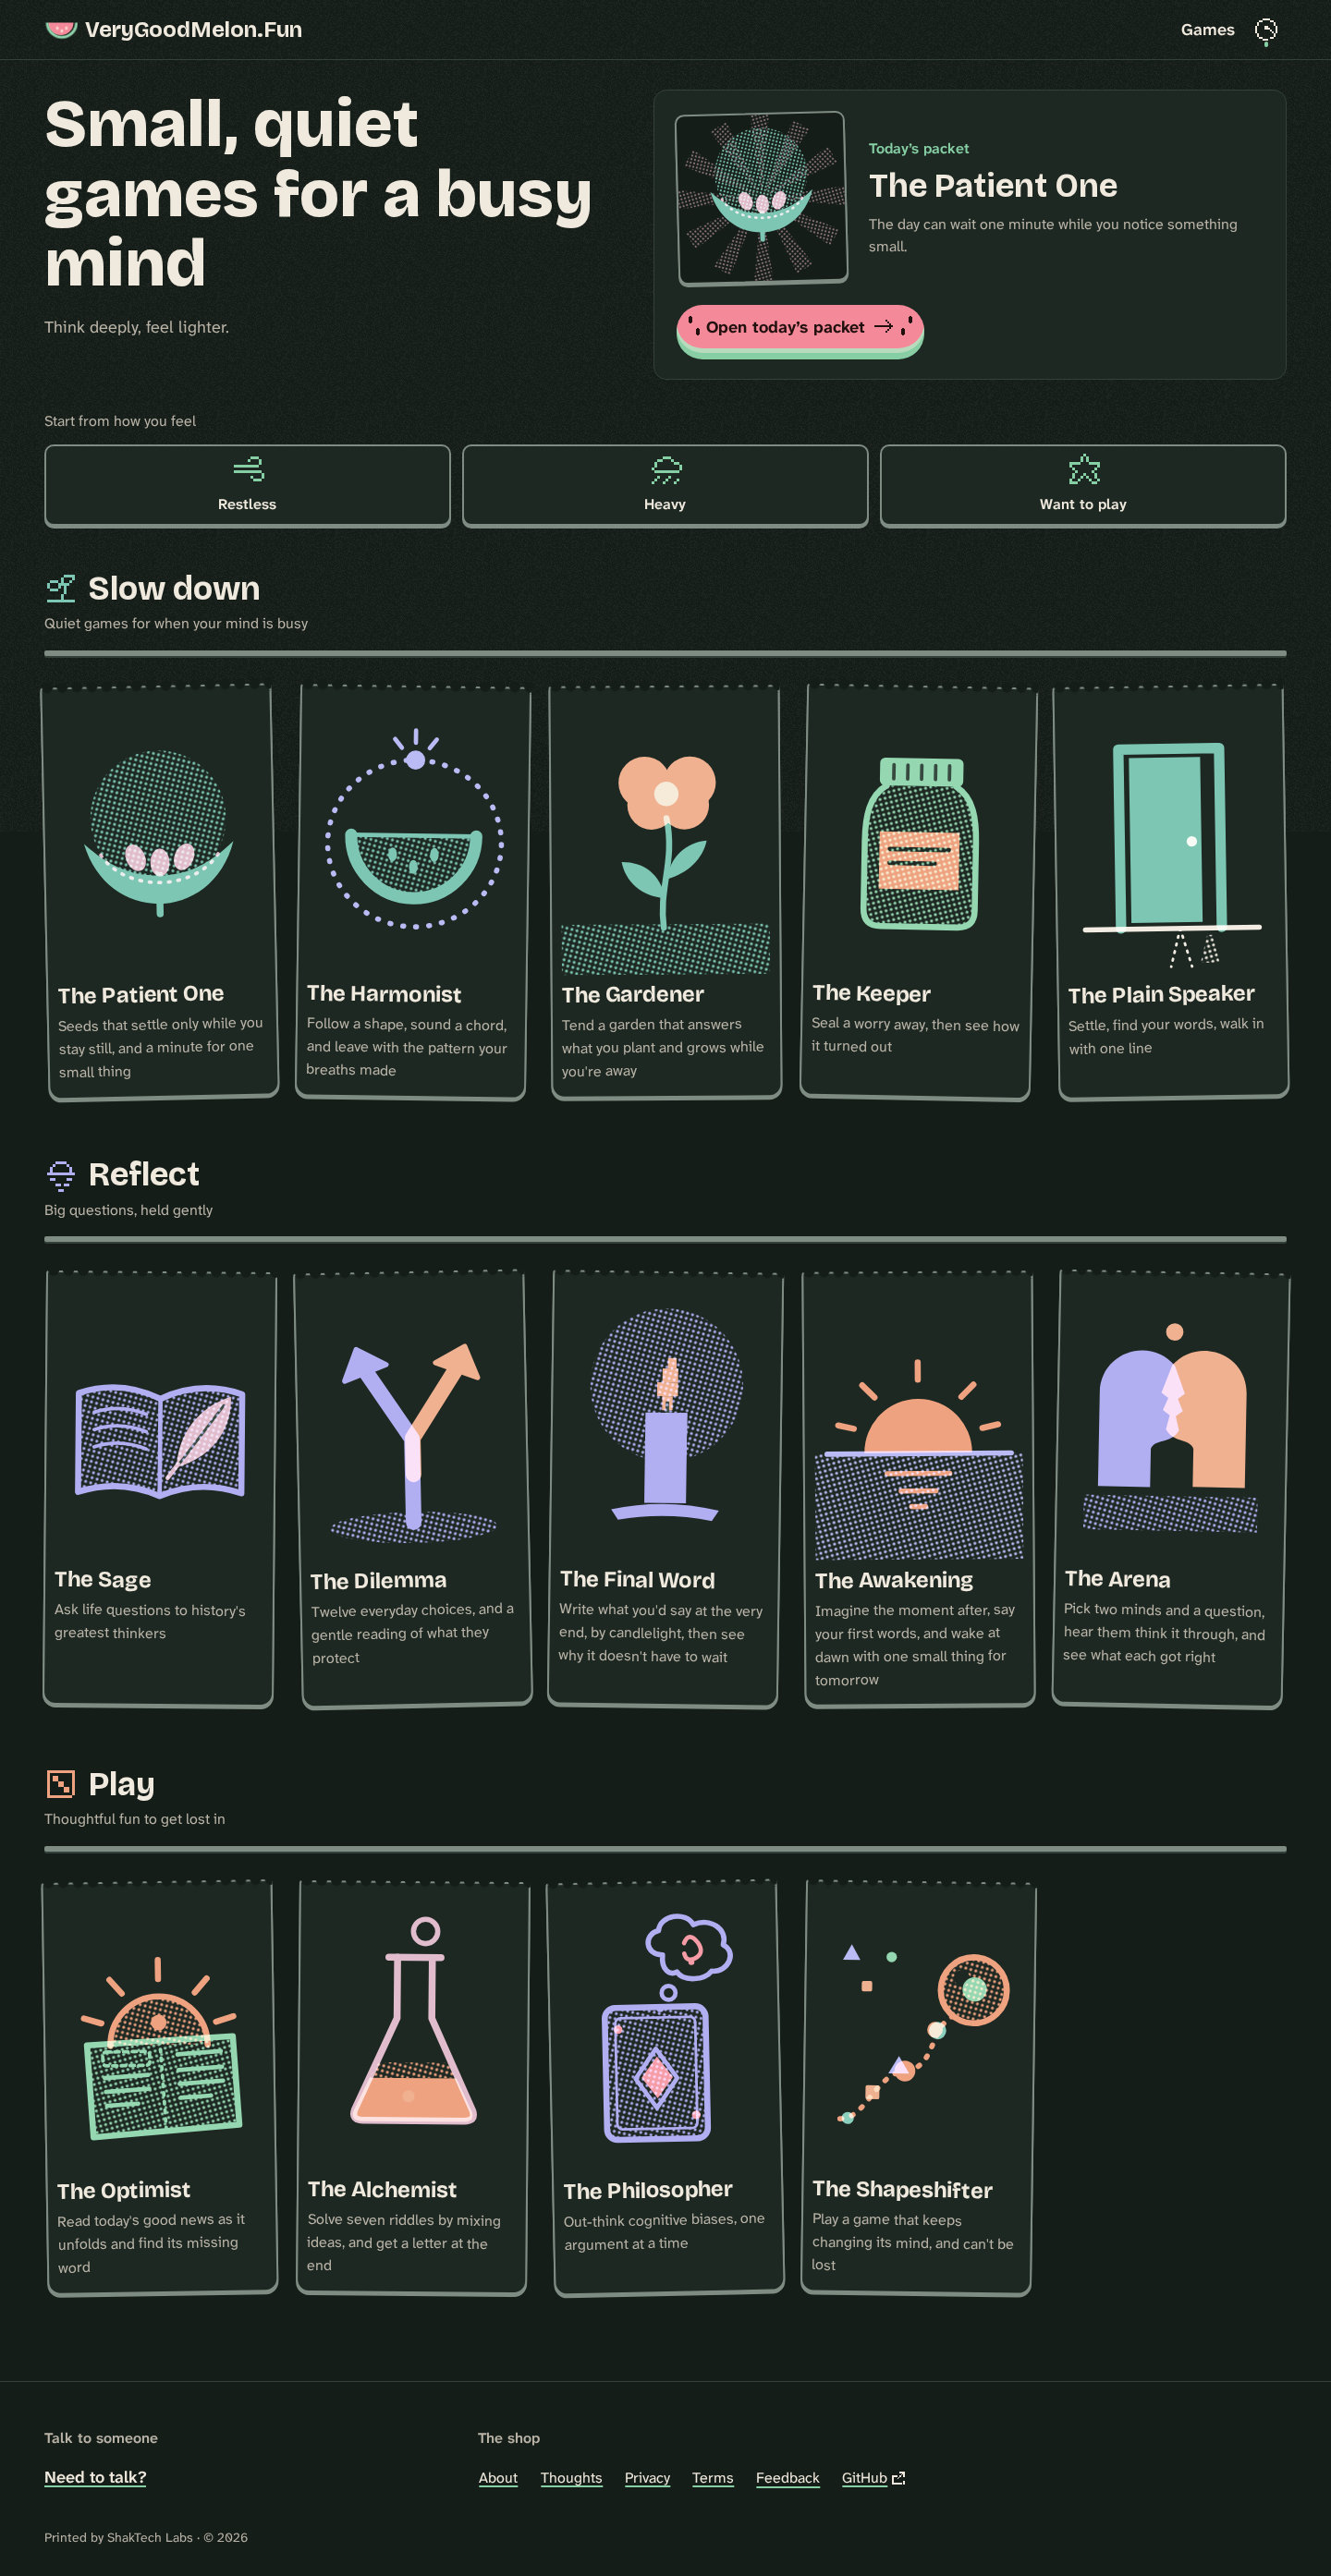 VeryGoodMelon.Fun
Games
Small, quiet
games for a busy
mind
Think deeply, feel lighter.
Today's packet
The Patient One
The day can wait one minute while you notice something
small.
Open today's packet
Start from how you feel
Restless
Heavy
Want to play
Slow down
Quiet games for when your mind is busy
The Patient One
Seeds that settle only while you
stay still, and a minute for one
small thing
The Harmonist
Follow a shape, sound a chord,
and leave with the pattern your
breaths made
The Gardener
Tend a garden that answers
what you plant and grows while
you're away
The Keeper
Seal a worry away, then see how
it turned out
The Plain Speaker
Settle, find your words, walk in
with one line
Reflect
Big questions, held gently
The Sage
Ask life questions to history's
greatest thinkers
The Dilemma
Twelve everyday choices, and a
gentle reading of what they
protect
The Final Word
Write what you'd say at the very
end, by candlelight, then see
why it doesn't have to wait
The Awakening
Imagine the moment after, say
your first words, and wake at
dawn with one small thing for
tomorrow
The Arena
Pick two minds and a question,
hear them think it through, and
see what each got right
Play
Thoughtful fun to get lost in
The Optimist
Read today's good news as it
unfolds and find its missing
word
The Alchemist
Solve seven riddles by mixing
ideas, and get a letter at the
end
The Philosopher
Out-think cognitive biases, one
argument at a time
The Shapeshifter
Play a game that keeps
changing its mind, and can't be
lost
Talk to someone
Need to talk?
The shop
About Thoughts Privacy Terms Feedback GitHub
Printed by ShakTech Labs · © 2026